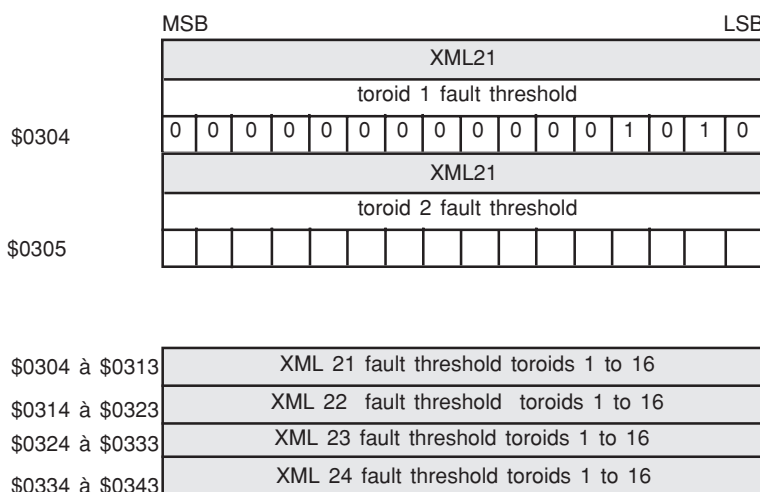 MSB LSB
XML21
toroid 1 fault threshold
$0304 0 0 0 0 0 0 0 0 0 0 0 0 1 0 1 0
XML21
toroid 2 fault threshold
$0305
$0304 à $0313 XML 21 fault threshold toroids 1 to 16
$0314 à $0323 XML 22 fault threshold toroids 1 to 16
$0324 à $0333 XML 23 fault threshold toroids 1 to 16
$0334 à $0343 XML 24 fault threshold toroids 1 to 16